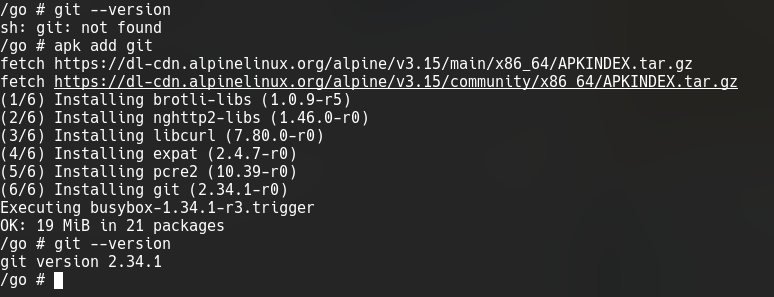 /go # git --version
sh: git: not found
/go # apk add git
fetch https://dl-cdn.alpinelinux.org/alpine/v3.15/main/x86_64/APKINDEX.tar.gz
fetch https://dl-cdn.alpinelinux.org/alpine/v3.15/community/x86_64/APKINDEX.tar.gz
(1/6) Installing brotli-libs (1.0.9-r5)
(2/6) Installing nghttp2-libs (1.46.0-r0)
(3/6) Installing libcurl (7.80.0-r0)
(4/6) Installing expat (2.4.7-r0)
(5/6) Installing pcre2 (10.39-r0)
(6/6) Installing git (2.34.1-r0)
Executing busybox-1.34.1-r3.trigger
OK: 19 MiB in 21 packages
/go # git --version
git version 2.34.1
/go #